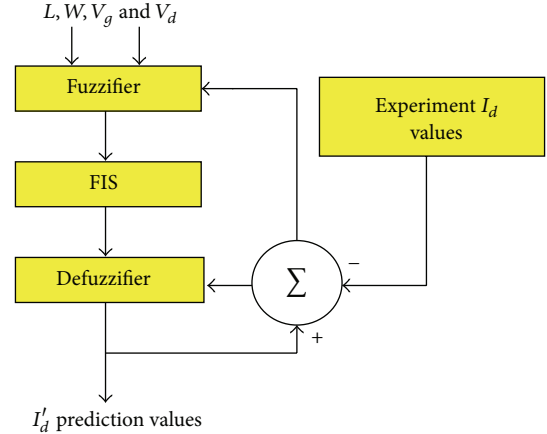 L, W, V_g and V_d
Fuzzifier
Experiment I_d
values
FIS
Defuzzifier
∑
−
+
I'_d prediction values